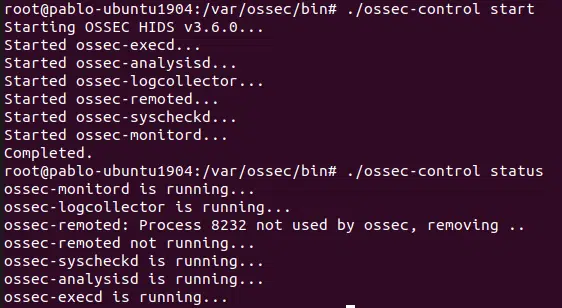 root@pablo-ubuntu1904:/var/ossec/bin# ./ossec-control start
Starting OSSEC HIDS v3.6.0...
Started ossec-execd...
Started ossec-analysisd...
Started ossec-logcollector...
Started ossec-remoted...
Started ossec-syscheckd...
Started ossec-monitord...
Completed.
root@pablo-ubuntu1904:/var/ossec/bin# ./ossec-control status
ossec-monitord is running...
ossec-logcollector is running...
ossec-remoted: Process 8232 not used by ossec, removing ..
ossec-remoted not running...
ossec-syscheckd is running...
ossec-analysisd is running...
ossec-execd is running...